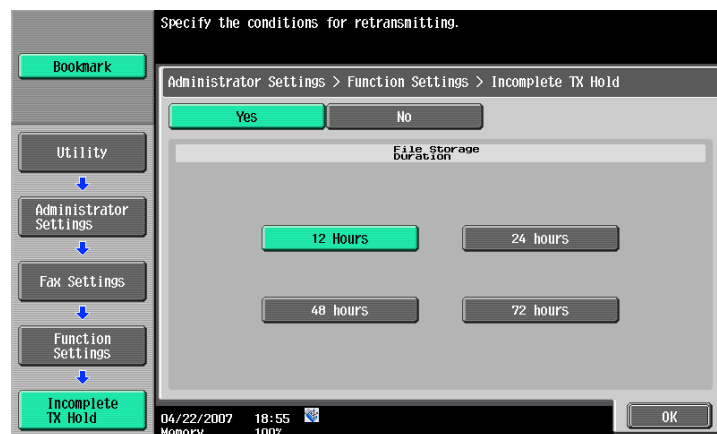 Specify the conditions for retransmitting.
Bookmark
Administrator Settings > Function Settings > Incomplete TX Hold
Yes
No
File Storage
Duration
Utility
Administrator
Settings
12 Hours
24 hours
Fax Settings
48 hours
72 hours
Function
Settings
Incomplete
TX Hold
04/22/2007 18:55
Memory 100%
OK